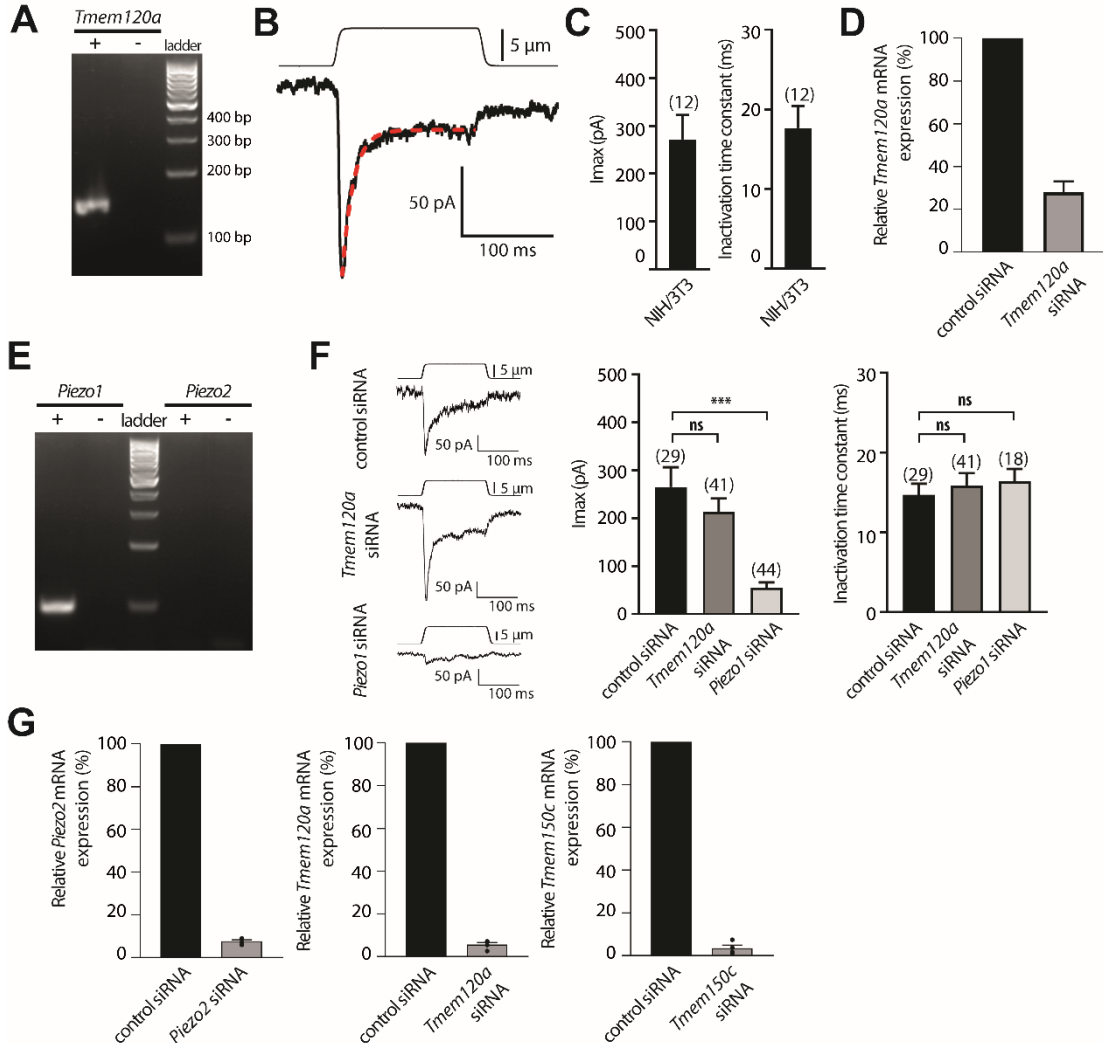 A
Tmem120a
+ - ladder
400 bp
300 bp
200 bp
100 bp
B
5 μm
50 pA
100 ms
C
Imax (pA)
500
400
300
200
100
0
(12)
NIH/3T3
Inactivation time constant (ms)
30
20
10
0
(12)
NIH/3T3
D
Relative Tmem120a mRNA
expression (%)
100
80
60
40
20
0
control siRNA
Tmem120a
siRNA
E
Piezo1 Piezo2
+ - ladder + -
F
control siRNA
5 μm
50 pA
100 ms
Tmem120a
siRNA
5 μm
50 pA
100 ms
Piezo1 siRNA
5 μm
50 pA
100 ms
Imax (pA)
500
400
300
200
100
0
***
ns
(29)
(41)
(44)
control siRNA
Tmem120a
siRNA
Piezo1 siRNA
Inactivation time constant (ms)
30
20
10
0
ns
ns
(29)
(41)
(18)
control siRNA
Tmem120a
siRNA
Piezo1 siRNA
G
Relative Piezo2 mRNA
expression (%)
100
80
60
40
20
0
control siRNA
Piezo2 siRNA
Relative Tmem120a mRNA
expression (%)
100
80
60
40
20
0
control siRNA
Tmem120a
siRNA
Relative Tmem150c mRNA
expression (%)
100
80
60
40
20
0
control siRNA
Tmem150c
siRNA